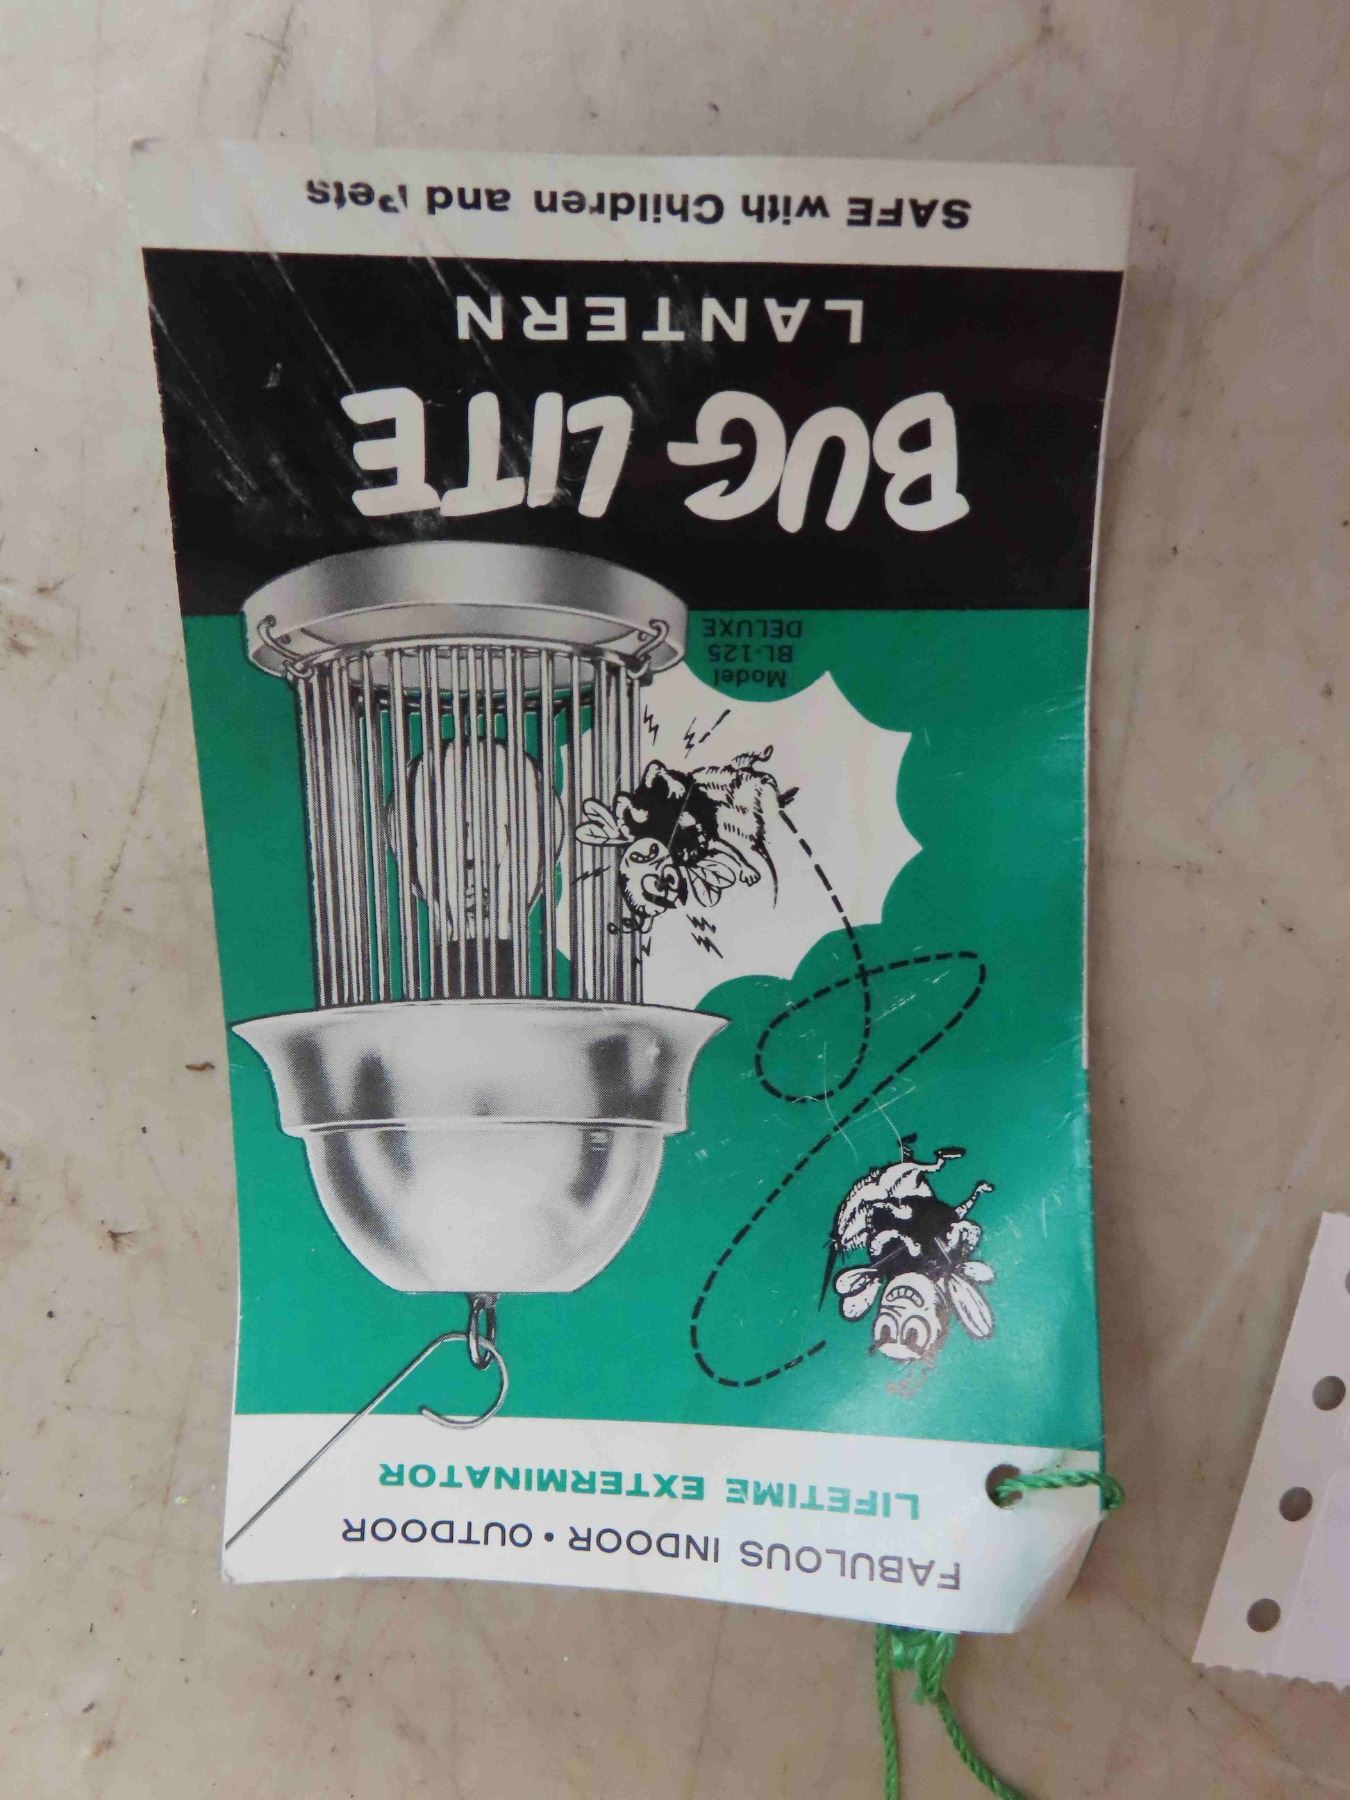 FABULOUS INDOOR • OUTDOOR
LIFETIME EXTERMINATOR
Model
BL-125
DELUXE
BUG LITE
LANTERN
SAFE with Children and Pets